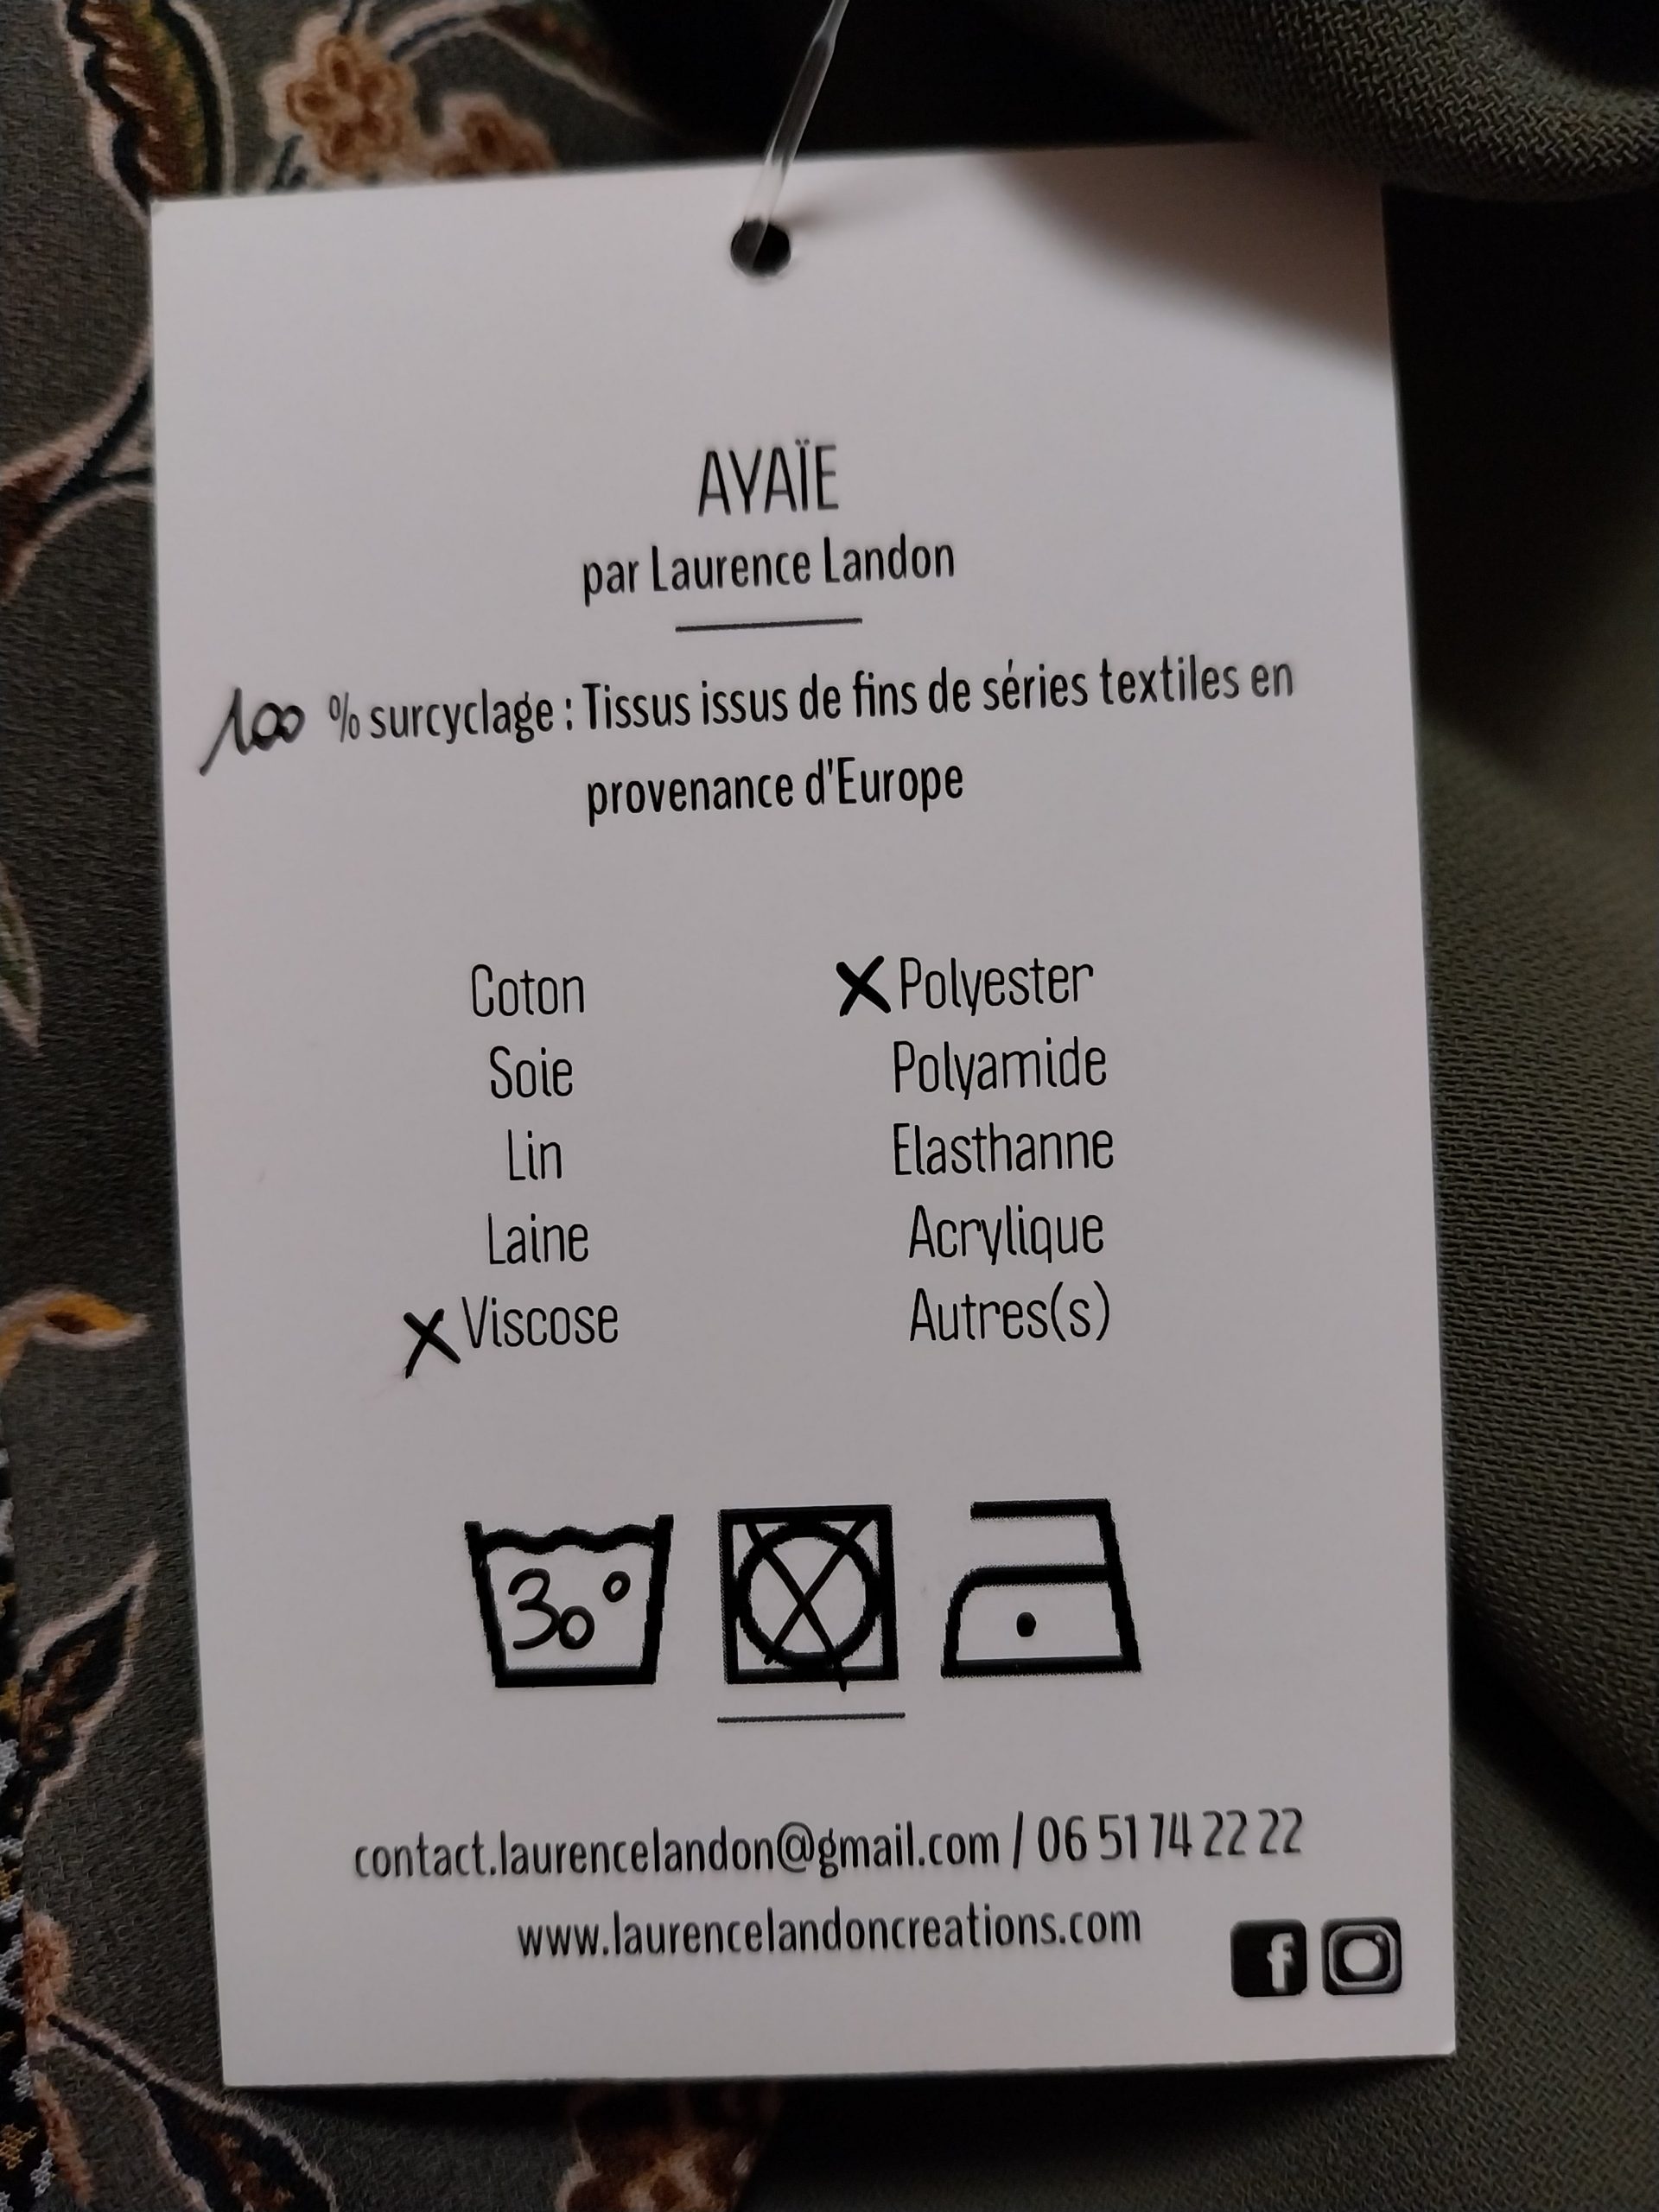 AYAÏE
par Laurence Landon
100 % surcyclage : Tissus issus de fins de séries textiles en
provenance d'Europe
Coton
Soie
Lin
Laine
X Viscose
X Polyester
Polyamide
Elasthanne
Acrylique
Autres(s)
30°
contact.laurencelandon@gmail.com / 06 51 74 22 22
www.laurencelandoncreations.com